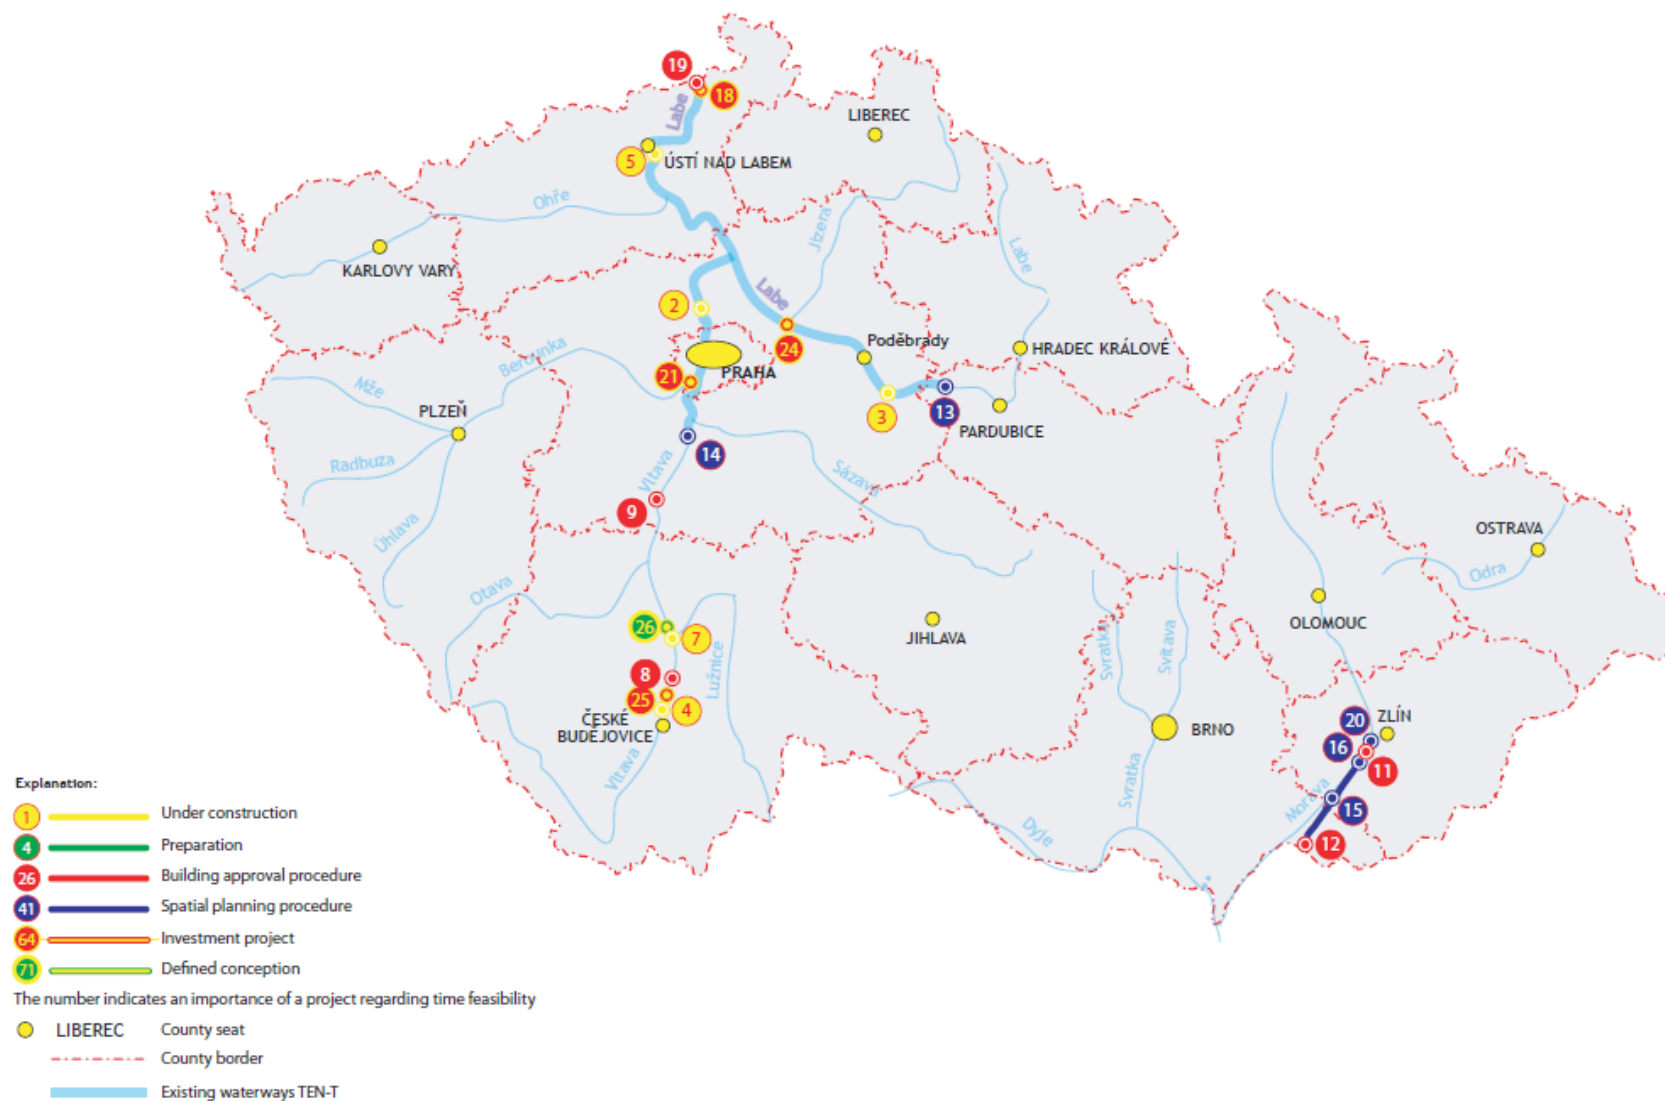 19
18
Labe
LIBEREC
5
ÚSTÍ NAD LABEM
Ohře
Jizera
Labe
KARLOVY VARY
2
Labe
24
Poděbrady
HRADEC KRÁLOVÉ
Berounka
21
PRAHA
Mže
PLZEŇ
3
13
PARDUBICE
14
Radbuza
Vltava
Sázava
9
Úhlava
OSTRAVA
Otava
Odra
26
7
JIHLAVA
Svratka
Svitava
OLOMOUC
Lužnice
8
25
4
ČESKÉ
BUDĚJOVICE
Vltava
BRNO
20
ZLÍN
16
11
Svratka
Morava
15
Dyje
12
Explanation:
1 Under construction
4 Preparation
26 Building approval procedure
41 Spatial planning procedure
64 Investment project
71 Defined conception
The number indicates an importance of a project regarding time feasibility
LIBEREC County seat
County border
Existing waterways TEN-T